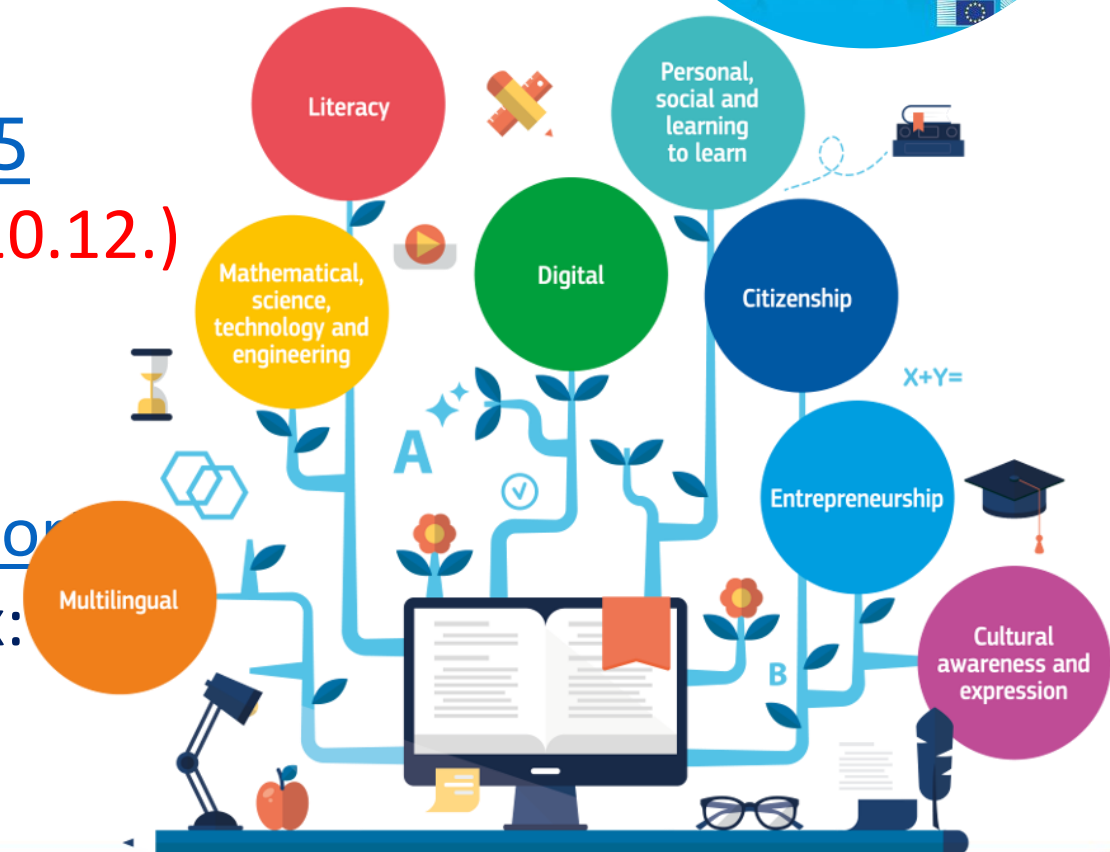 Literacy
Personal,
social and
learning
to learn
5
0.12.)
Mathematical,
science,
technology and
engineering
Digital
Citizenship
X+Y=
A
Entrepreneurship
or
Multilingual
:
Cultural
awareness and
expression
B